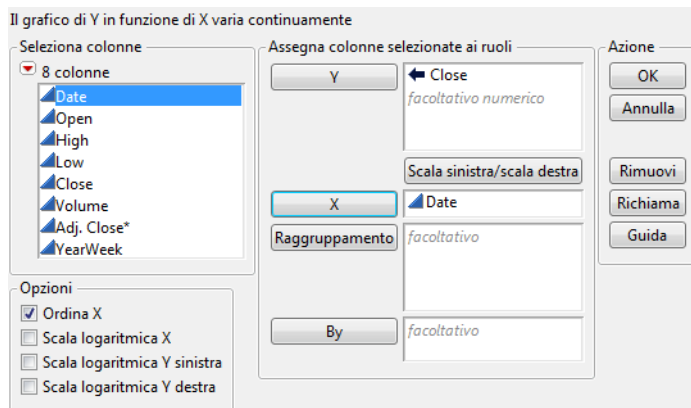 Il grafico di Y in funzione di X varia continuamente
Seleziona colonne
8 colonne
Date
Open
High
Low
Close
Volume
Adj. Close*
YearWeek
Opzioni
Ordina X
Scala logaritmica X
Scala logaritmica Y sinistra
Scala logaritmica Y destra
Assegna colonne selezionate ai ruoli
Y
Close
facoltativo numerico
Scala sinistra/scala destra
X
Date
Raggruppamento
facoltativo
By
facoltativo
Azione
OK
Annulla
Rimuovi
Richiama
Guida